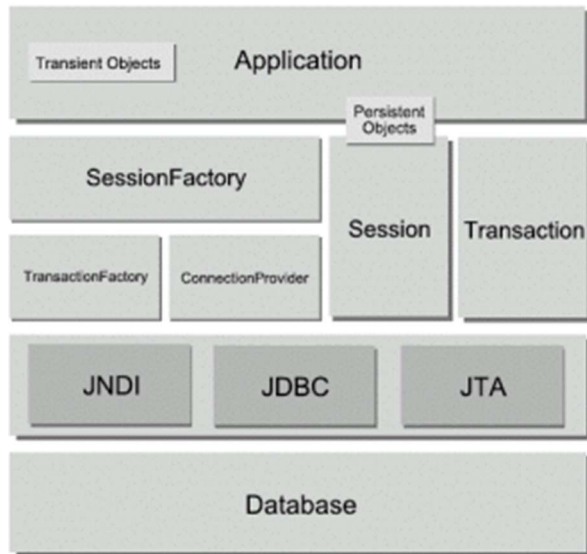 Transient Objects
Application
Persistent
Objects
SessionFactory
Session
Transaction
TransactionFactory
ConnectionProvider
JNDI
JDBC
JTA
Database